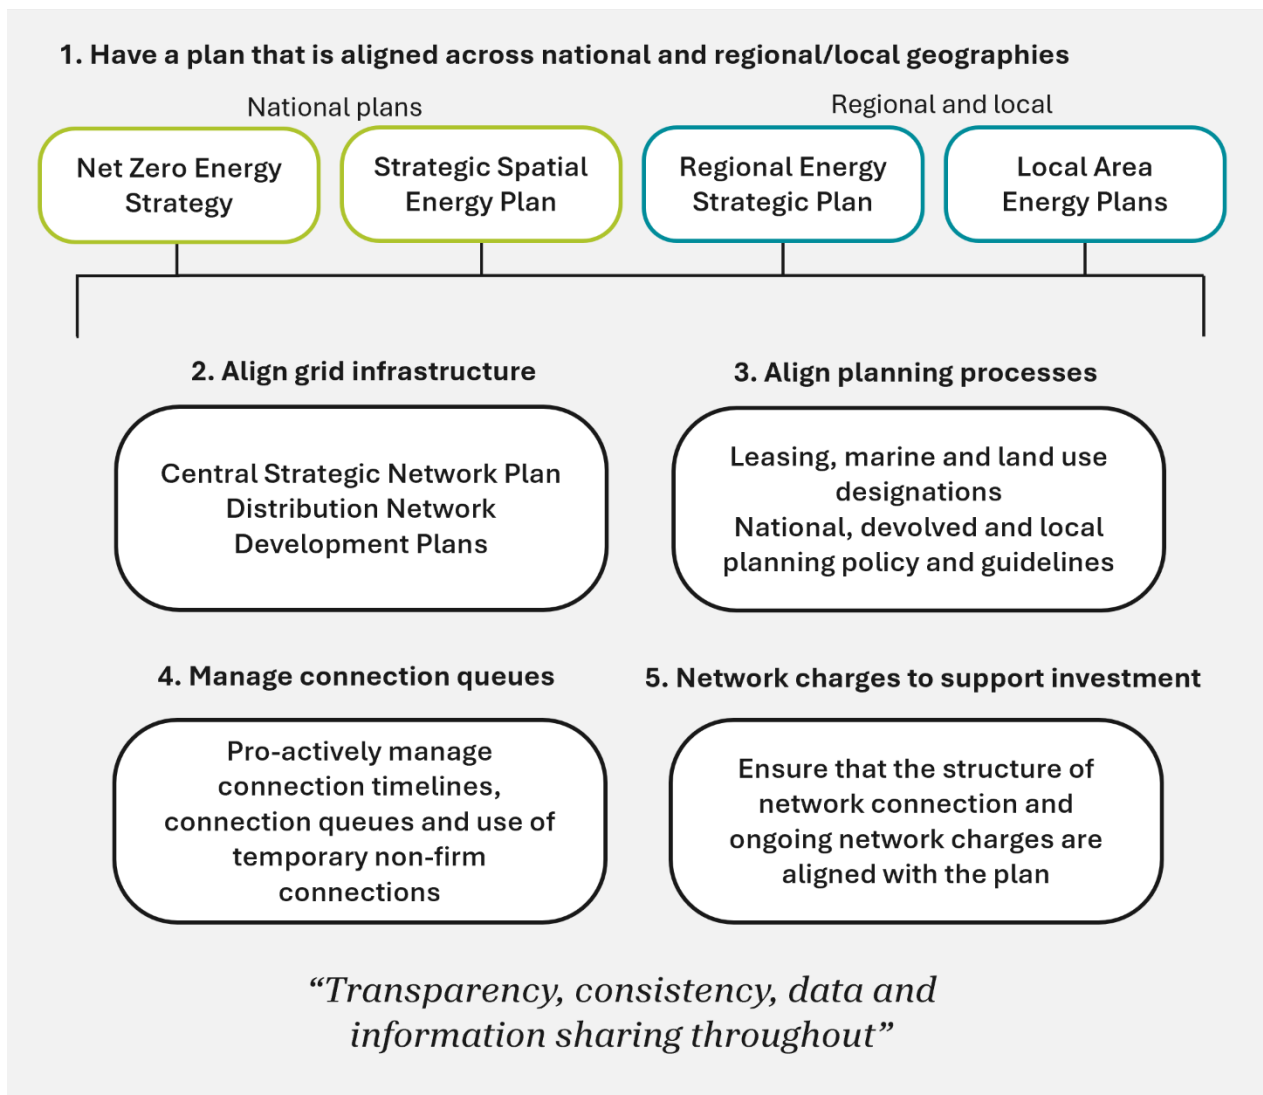 1. Have a plan that is aligned across national and regional/local geographies
National plans
Regional and local
Net Zero Energy
Strategy
Strategic Spatial
Energy Plan
Regional Energy
Strategic Plan
Local Area
Energy Plans
2. Align grid infrastructure
Central Strategic Network Plan
Distribution Network
Development Plans
3. Align planning processes
Leasing, marine and land use
designations
National, devolved and local
planning policy and guidelines
4. Manage connection queues
Pro-actively manage
connection timelines,
connection queues and use of
temporary non-firm
connections
5. Network charges to support investment
Ensure that the structure of
network connection and
ongoing network charges are
aligned with the plan
“Transparency, consistency, data and
information sharing throughout”